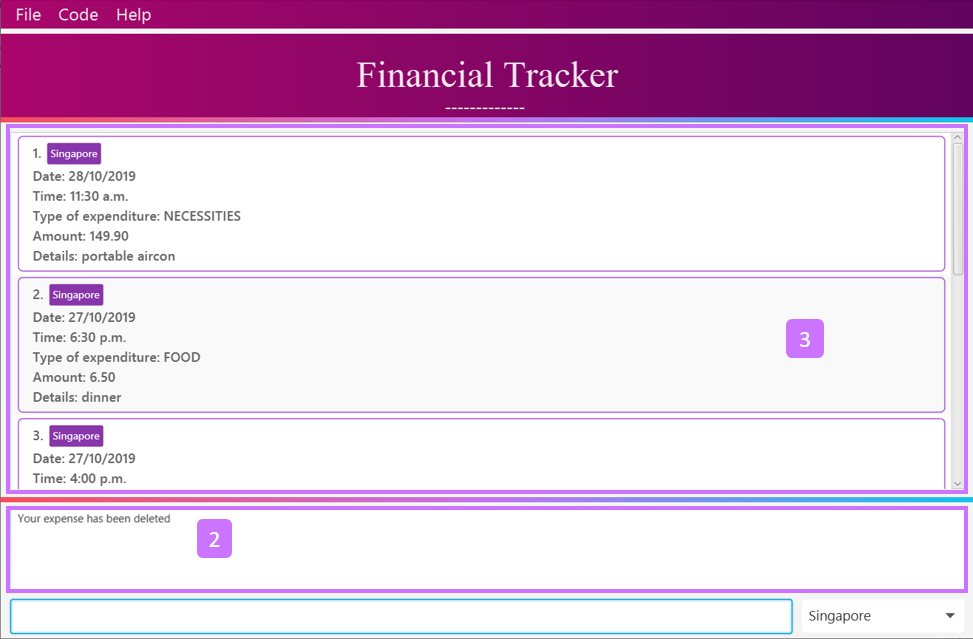 File Code Help
Financial Tracker
-------------
1. Singapore
Date: 28/10/2019
Time: 11:30 a.m.
Type of expenditure: NECESSITIES
Amount: 149.90
Details: portable aircon
2. Singapore
Date: 27/10/2019
Time: 6:30 p.m.
Type of expenditure: FOOD
Amount: 6.50
Details: dinner
3
3. Singapore
Date: 27/10/2019
Time: 4:00 p.m.
Your expense has been deleted
2
Singapore